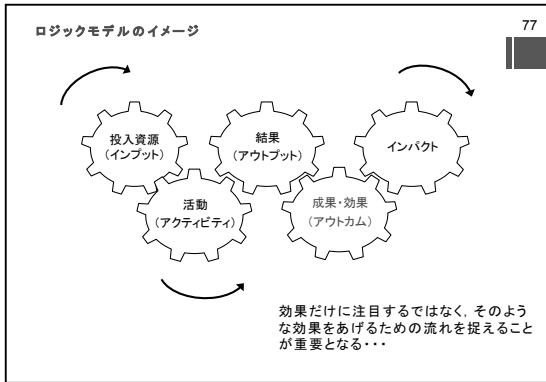 ロジックモデルのイメージ
77
投入資源
(インプット)
結果
(アウトプット)
インパクト
活動
(アクティビティ)
成果・効果
(アウトカム)
効果だけに注目するではなく，そのよう
な効果をあげるための流れを捉えること
が重要となる・・・